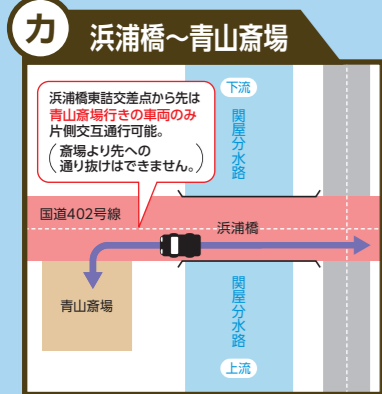 カ
浜浦橋～青山斎場
浜浦橋東詰交差点から先は
青山斎場行きの車両のみ
片側交互通行可能。
(斎場より先への
通り抜けはできません。)
下流
関屋分水路
国道402号線
浜浦橋
青山斎場
関屋分水路
上流